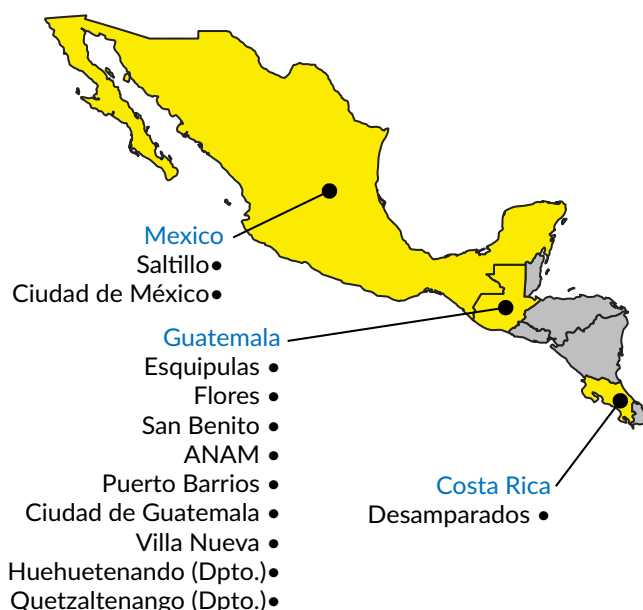 Mexico
Saltillo•
Ciudad de México•
Guatemala
Esquipulas •
Flores •
San Benito •
ANAM •
Puerto Barrios •
Ciudad de Guatemala •
Villa Nueva •
Huehuetenando (Dpto.)•
Quetzaltenango (Dpto.)•
Costa Rica
Desamparados •